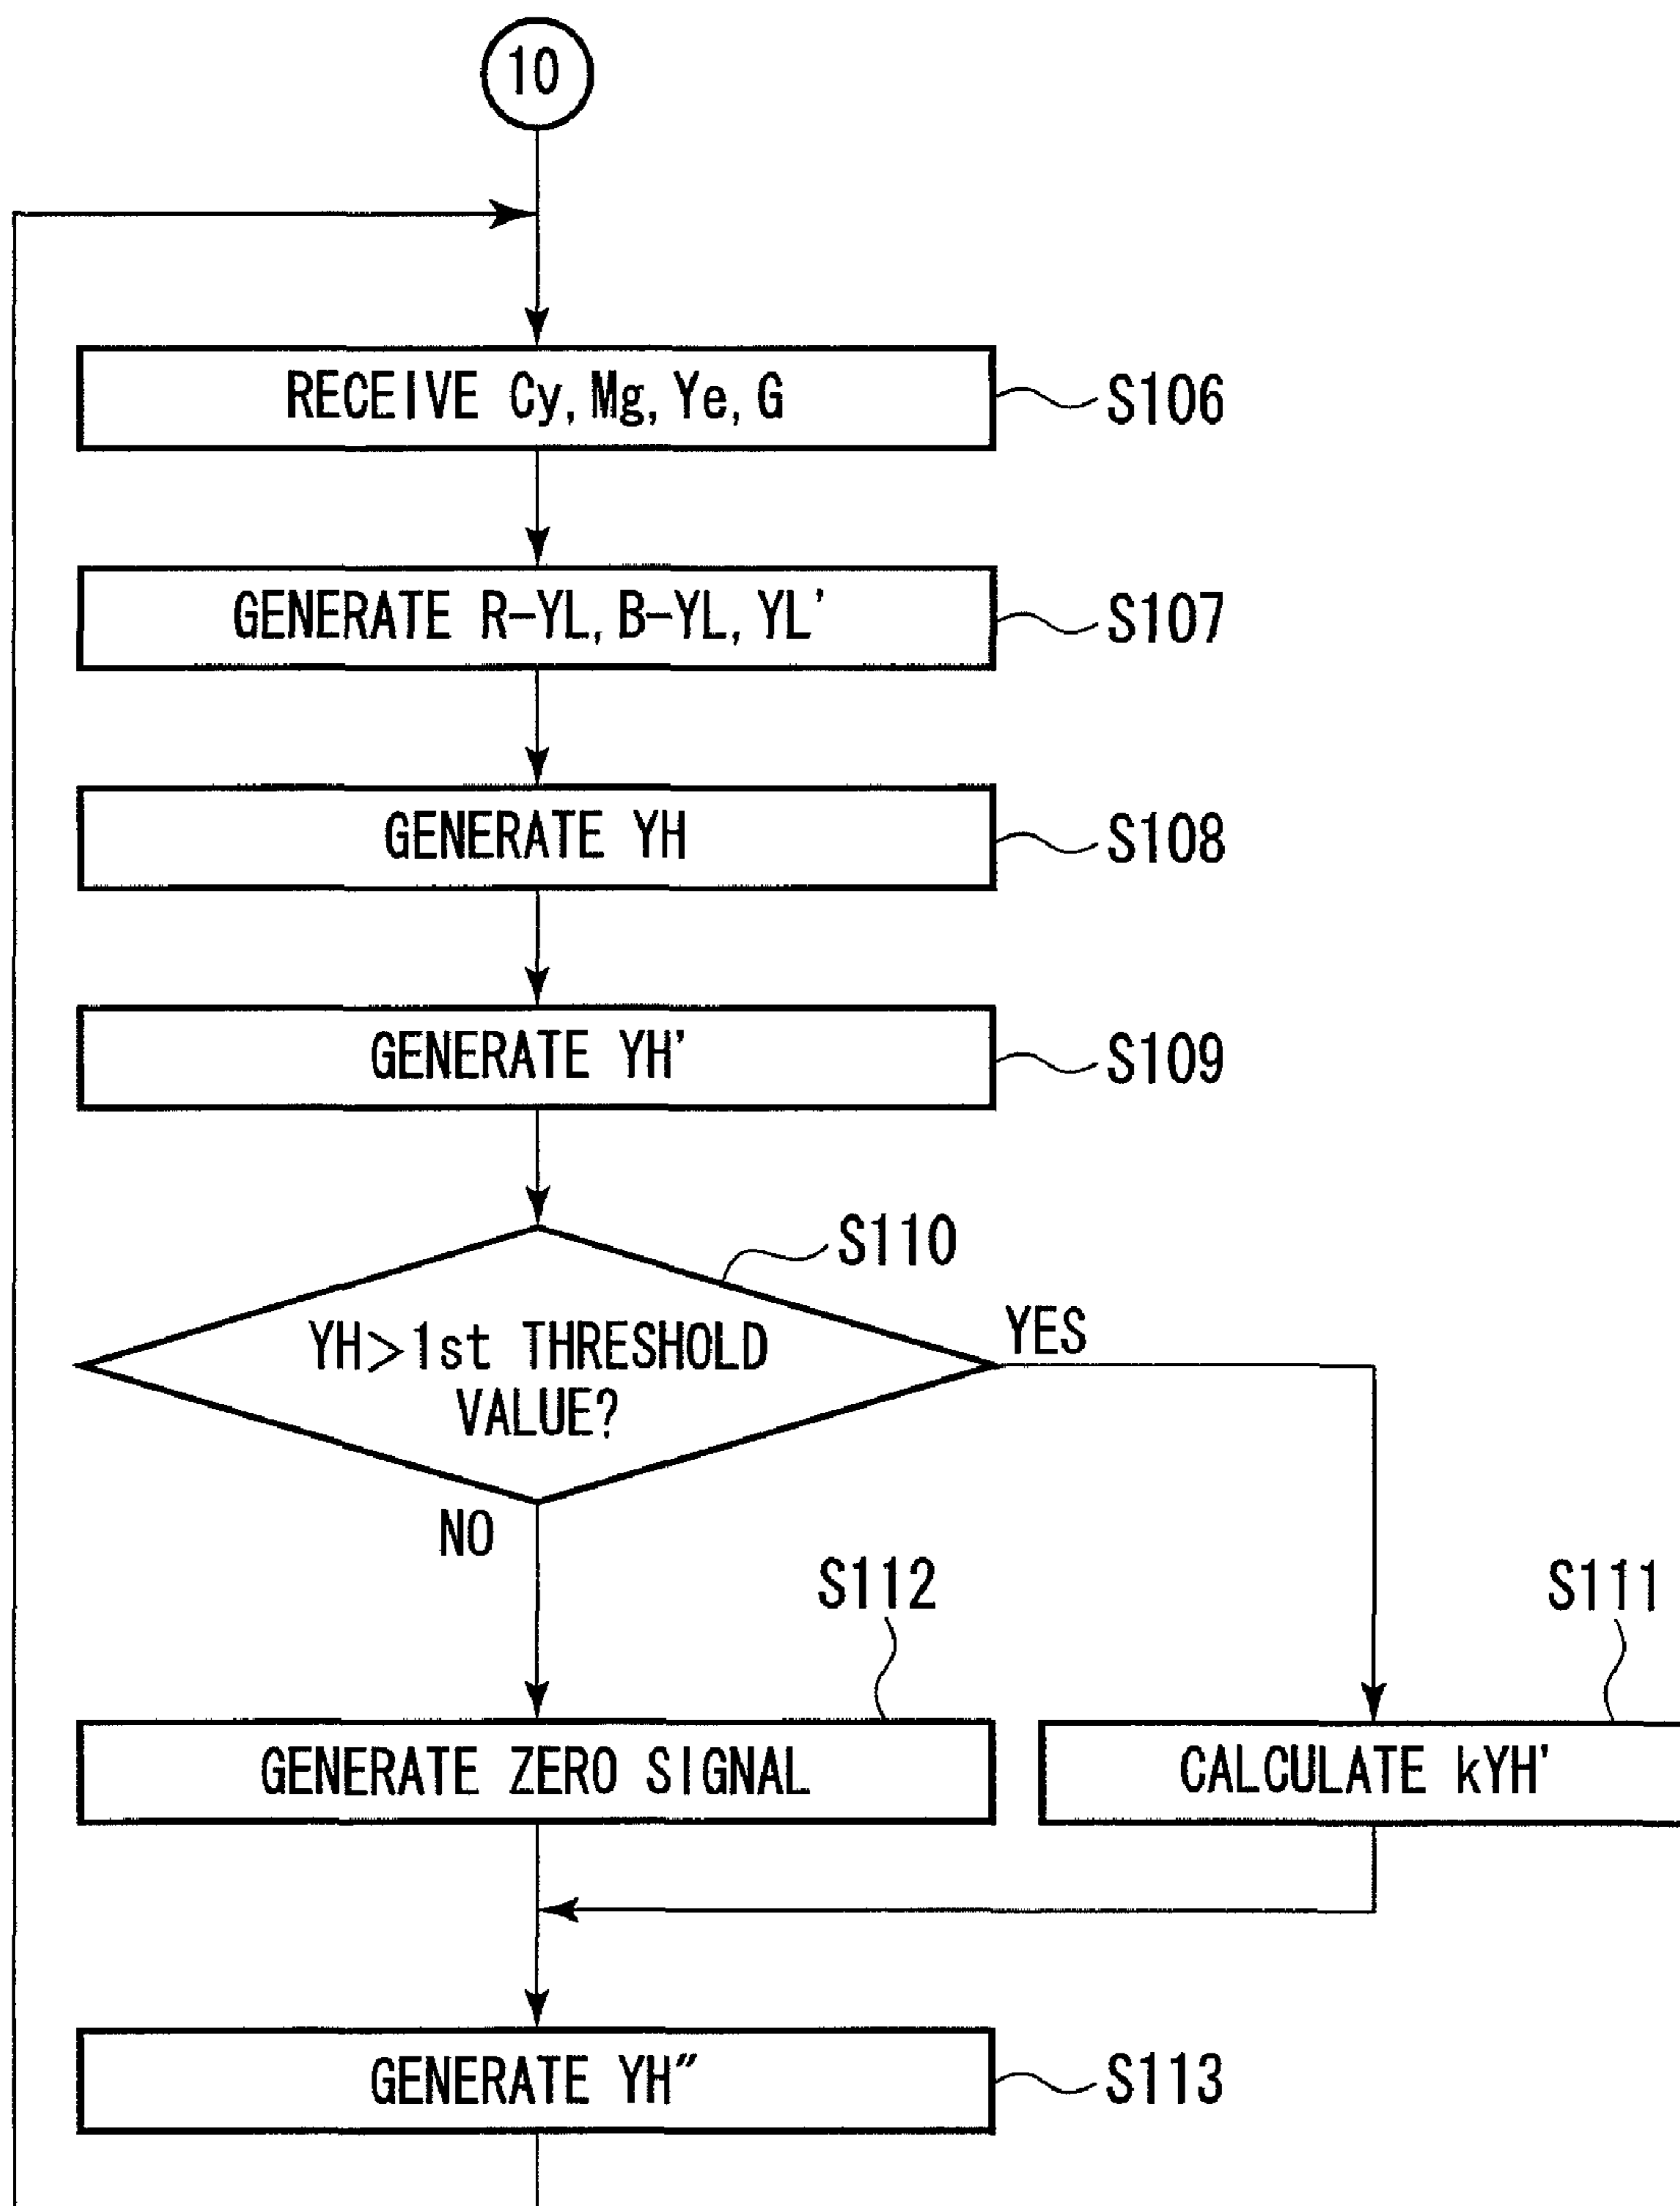 10
RECEIVE Cy, Mg, Ye, G
S106
GENERATE R-YL, B-YL, YL'
S107
GENERATE YH
S108
GENERATE YH'
S109
S110
YH>1st THRESHOLD
VALUE?
YES
NO
S112
S111
GENERATE ZERO SIGNAL
CALCULATE kYH'
GENERATE YH"
S113